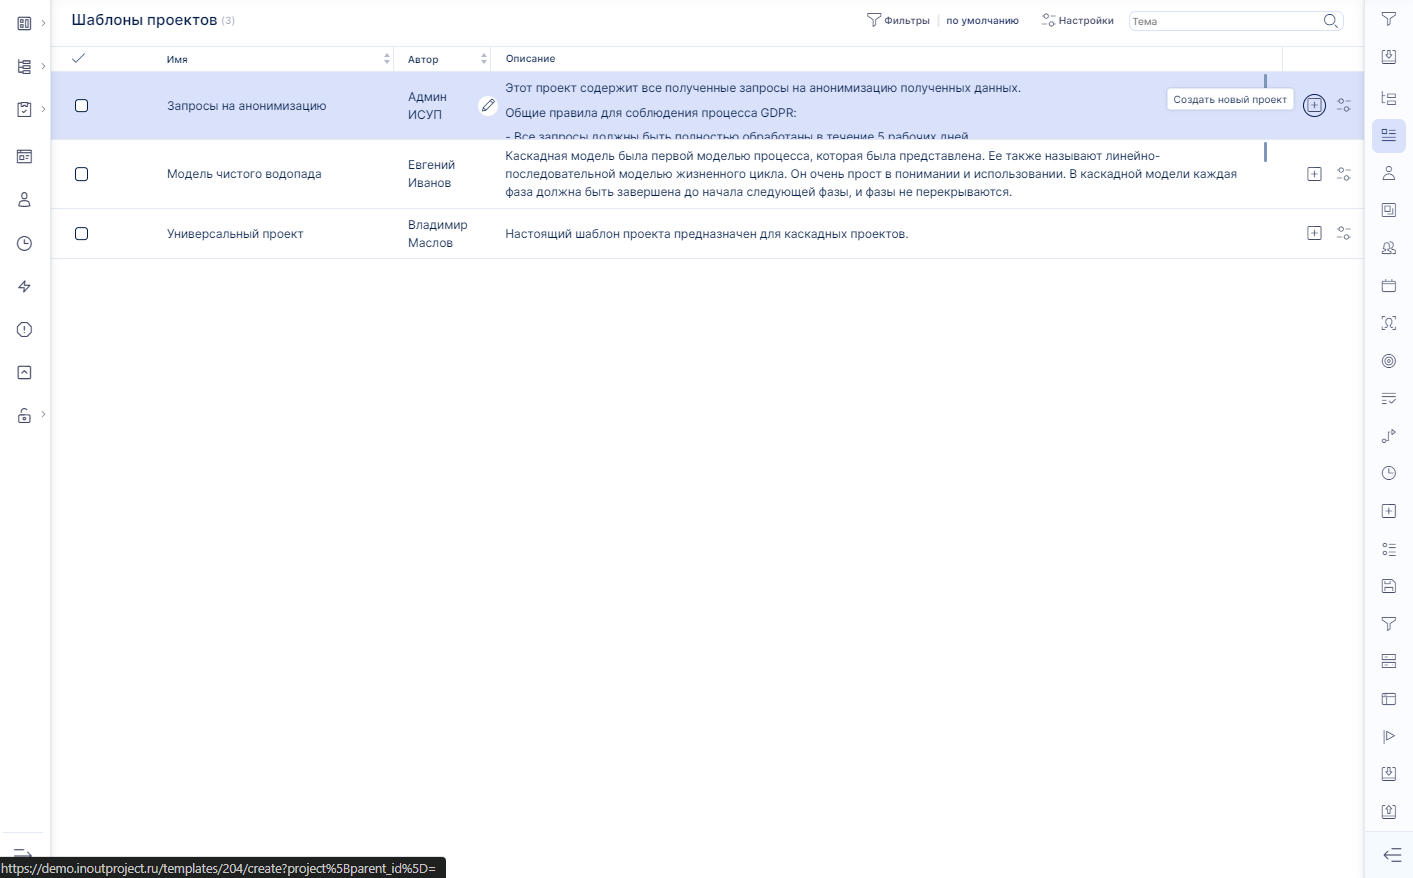 Шаблоны проектов (3)
Фильтры
по умолчанию
Настройки
Тема
Имя
Автор
Описание
Запросы на анонимизацию
Админ
ИСУП
Этот проект содержит все полученные запросы на анонимизацию полученных данных.
Общие правила для соблюдения процесса GDPR:
- Все запросы должны быть полностью обработаны в течение 5 рабочих дней
Создать новый проект
Модель чистого водопада
Евгений
Иванов
Каскадная модель была первой моделью процесса, которая была представлена. Ее также называют линейно-
последовательной моделью жизненного цикла. Он очень прост в понимании и использовании. В каскадной модели каждая
фаза должна быть завершена до начала следующей фазы, и фазы не перекрываются.
Универсальный проект
Владимир
Маслов
Настоящий шаблон проекта предназначен для каскадных проектов.
https://demo.inoutproject.ru/templates/204/create?project%5Bparent_id%5D=